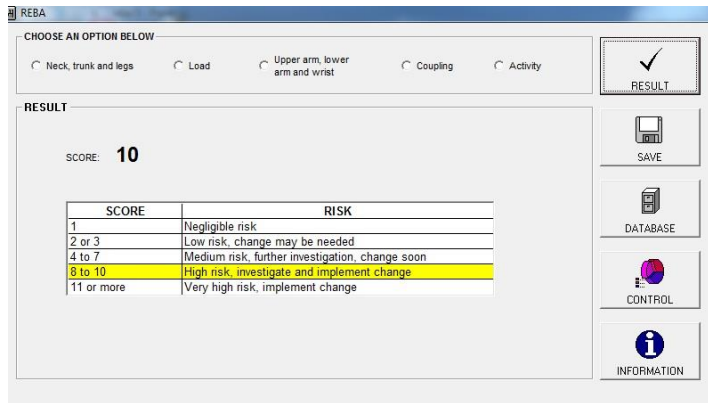 REBA
CHOOSE AN OPTION BELOW
Neck, trunk and legs
Load
Upper arm, lower
arm and wrist
Coupling
Activity
RESULT
SCORE: 10
SCORE RISK
1 Negligible risk
2 or 3 Low risk, change may be needed
4 to 7 Medium risk, further investigation, change soon
8 to 10 High risk, investigate and implement change
11 or more Very high risk, implement change
RESULT
SAVE
DATABASE
CONTROL
INFORMATION